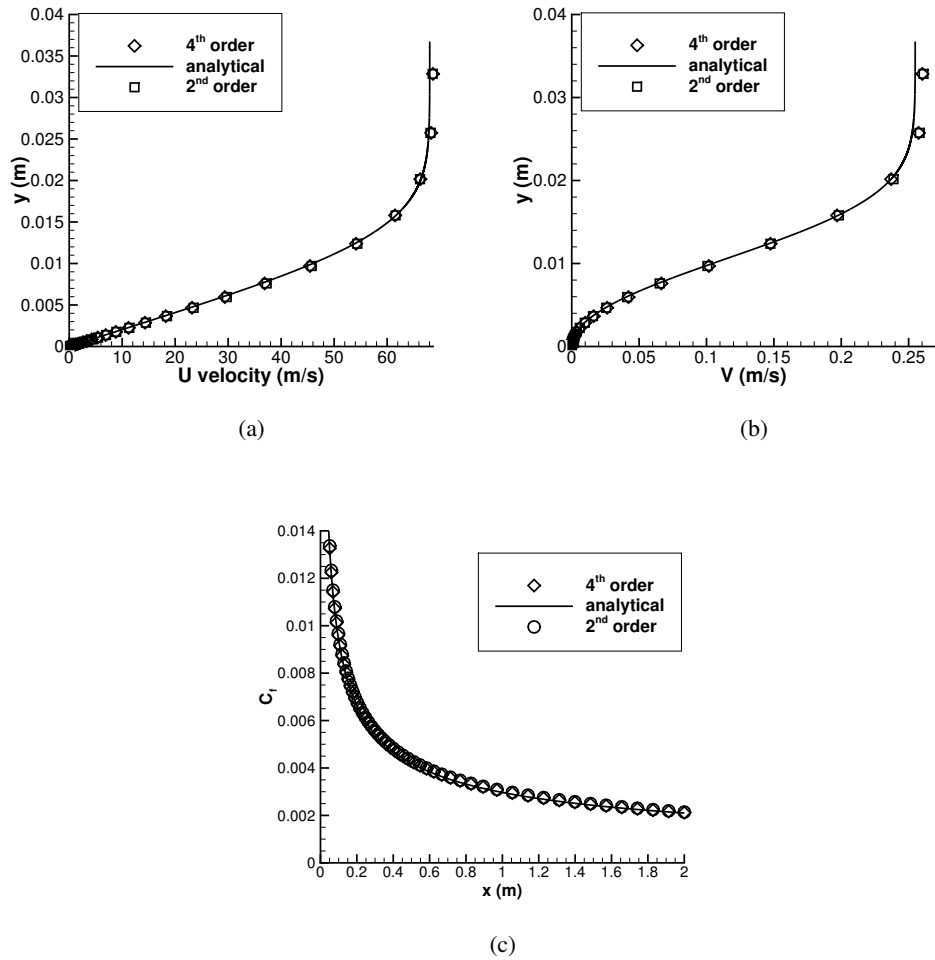 0.04
0.03
0.02
0.01
0.015
0.005
0
0 10 20 30 40 50 60
y (m)
U velocity (m/s)
4th order
analytical
2nd order
(a)
0.04
0.03
0.02
0.01
0
0 0.05 0.1 0.15 0.2 0.25
y (m)
V (m/s)
4th order
analytical
2nd order
(b)
0.014
0.012
0.01
0.008
0.006
0.004
0.002
0
0 0.2 0.4 0.6 0.8 1 1.2 1.4 1.6 1.8 2
Cf
x (m)
4th order
analytical
2nd order
(c)